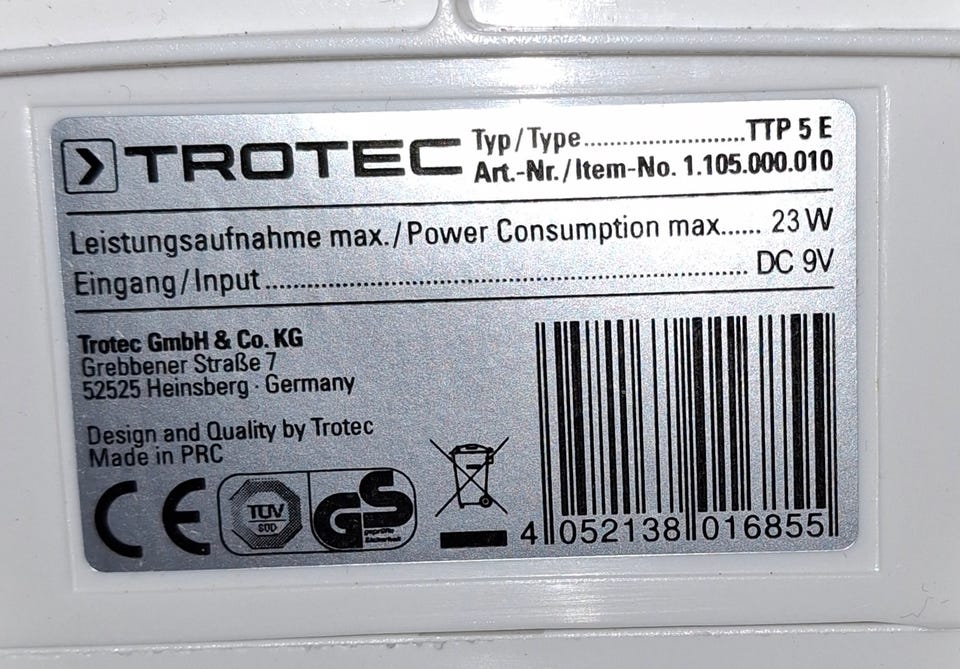 TROTEC
Typ/Type.......................TTP 5 E
Art.-Nr./Item-No. 1.105.000.010
Leistungsaufnahme max./Power Consumption max...... 23 W
Eingang/Input...................................................................... DC 9V
Trotec GmbH & Co. KG
Grebbener Straße 7
52525 Heinsberg · Germany
Design and Quality by Trotec
Made in PRC
CE
TÜV
SÜD
GS
geprüfte
Sicherheit
4 052138 016855